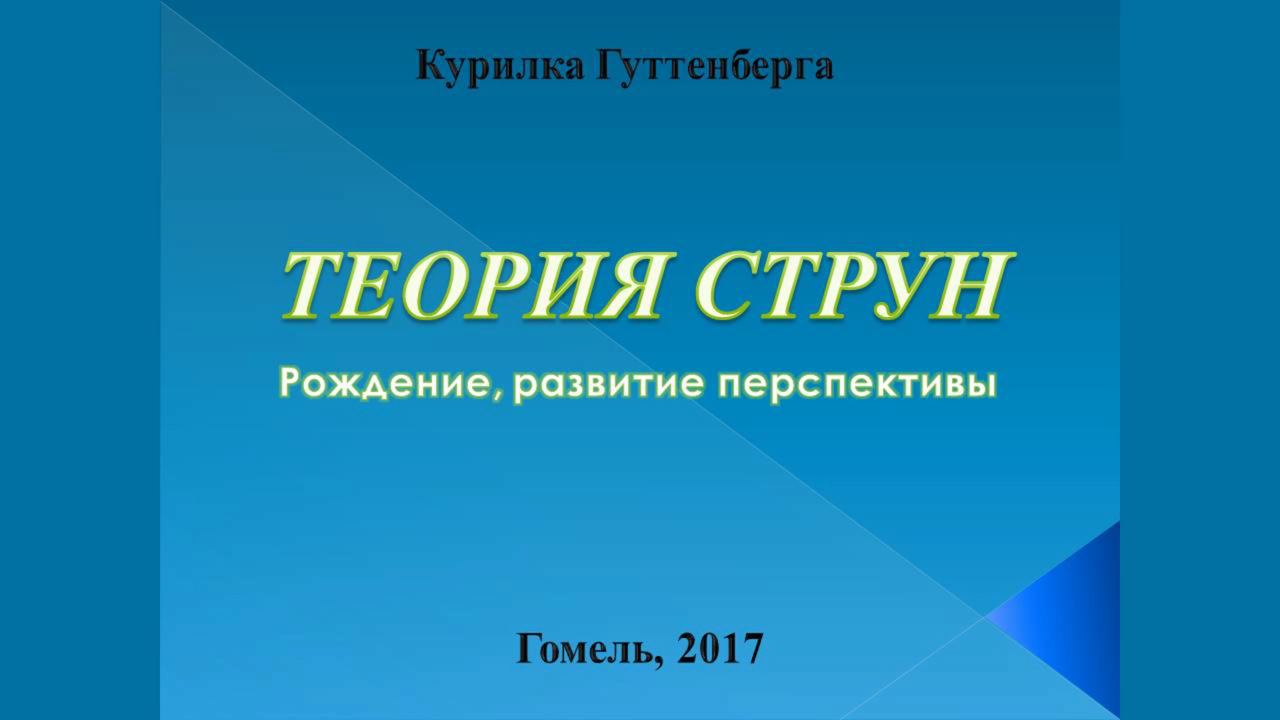 Курилка Гуттенберга
ТЕОРИЯ СТРУН
Рождение, развитие перспективы
Гомель, 2017